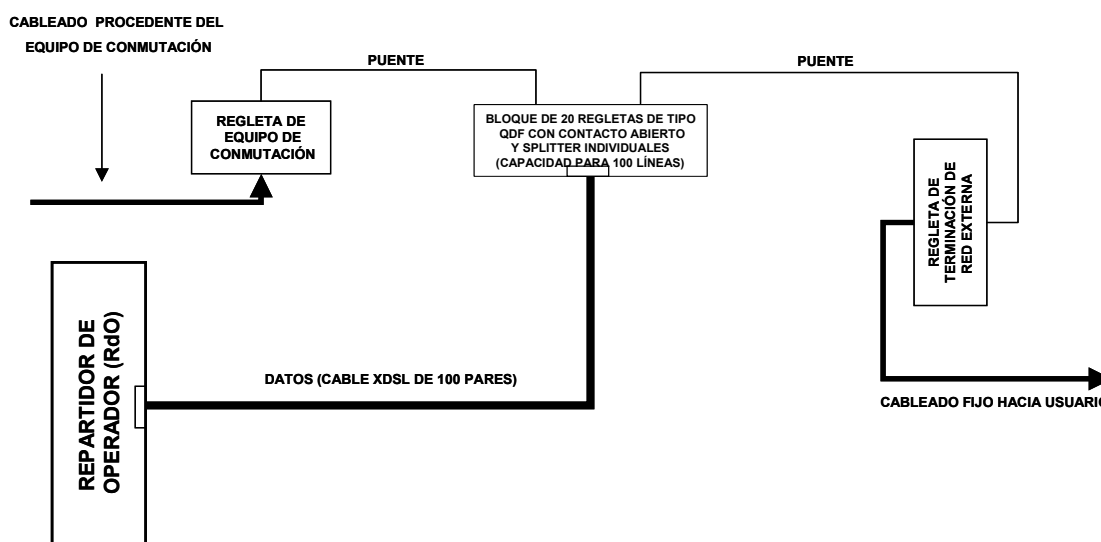 CABLEADO PROCEDENTE DEL
EQUIPO DE CONMUTACIÓN
PUENTE
PUENTE
REGLETA DE
EQUIPO DE
CONMUTACIÓN
BLOQUE DE 20 REGLETAS DE TIPO
QDF CON CONTACTO ABIERTO
Y SPLITTER INDIVIDUALES
(CAPACIDAD PARA 100 LÍNEAS)
REGLETA DE
TERMINACIÓN DE
RED EXTERNA
REPARTIDOR DE
OPERADOR (RdO)
DATOS (CABLE XDSL DE 100 PARES)
CABLEADO FIJO HACIA USUARIO